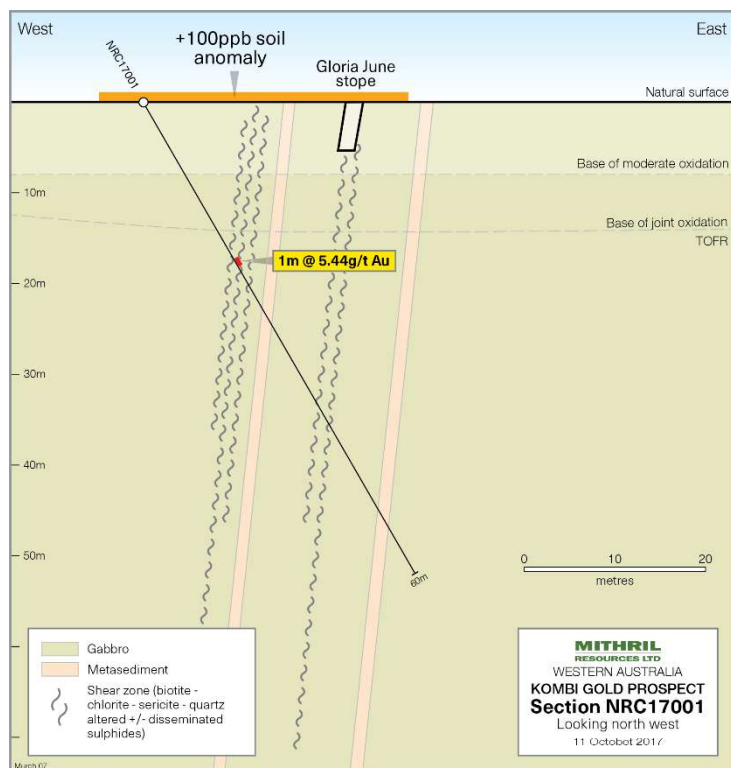 West
East
+100ppb soil
anomaly
NRC17001
Gloria June
stope
Natural surface
Base of moderate oxidation
10m
Base of joint oxidation
TOFR
1m @ 5.44g/t Au
20m
30m
40m
50m
60m
0 10 20
metres
Gabbro
Metasediment
Shear zone (biotite -
chlorite - sericite - quartz
altered +/- disseminated
sulphides)
MITHRIL
RESOURCES LTD
WESTERN AUSTRALIA
KOMBI GOLD PROSPECT
Section NRC17001
Looking north west
11 Octobet 2017
Murch 07